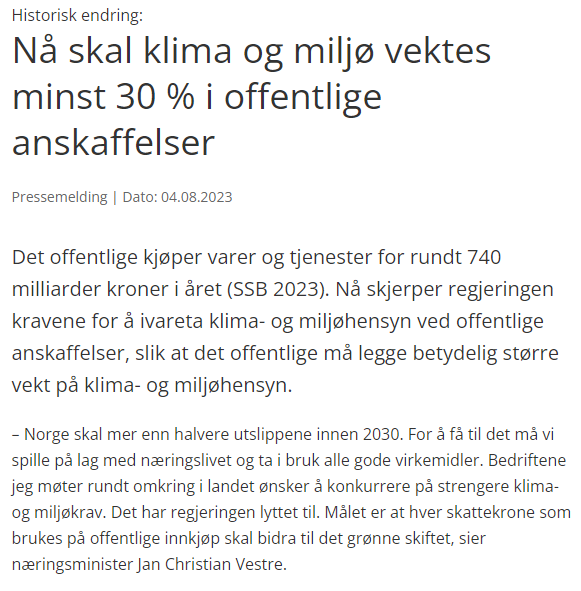 Historisk endring:
Nå skal klima og miljø vektes
minst 30 % i offentlige
anskaffelser
Pressemelding | Dato: 04.08.2023
Det offentlige kjøper varer og tjenester for rundt 740
milliarder kroner i året (SSB 2023). Nå skjerper regjeringen
kravene for å ivareta klima- og miljøhensyn ved offentlige
anskaffelser, slik at det offentlige må legge betydelig større
vekt på klima- og miljøhensyn.
– Norge skal mer enn halvere utslippene innen 2030. For å få til det må vi
spille på lag med næringslivet og ta i bruk alle gode virkemidler. Bedriftene
jeg møter rundt omkring i landet ønsker å konkurrere på strengere klima-
og miljøkrav. Det har regjeringen lyttet til. Målet er at hver skattekrone som
brukes på offentlige innkjøp skal bidra til det grønne skiftet, sier
næringsminister Jan Christian Vestre.